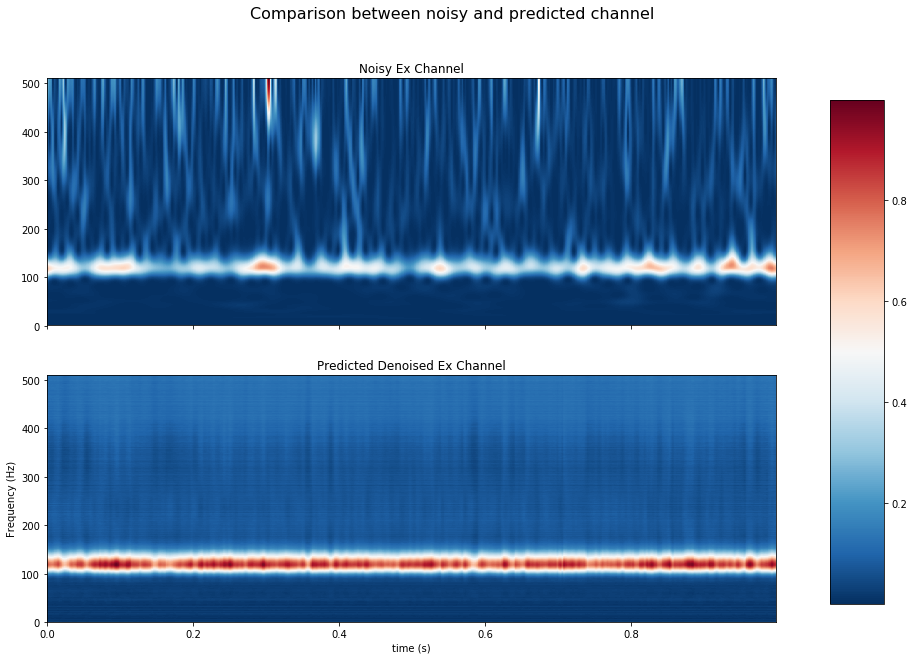 Comparison between noisy and predicted channel
Noisy Ex Channel
500
400
300
200
100
0
Predicted Denoised Ex Channel
500
400
300
200
100
0
Frequency (Hz)
0.0 0.2 0.4 0.6 0.8
time (s)
0.8
0.6
0.4
0.2